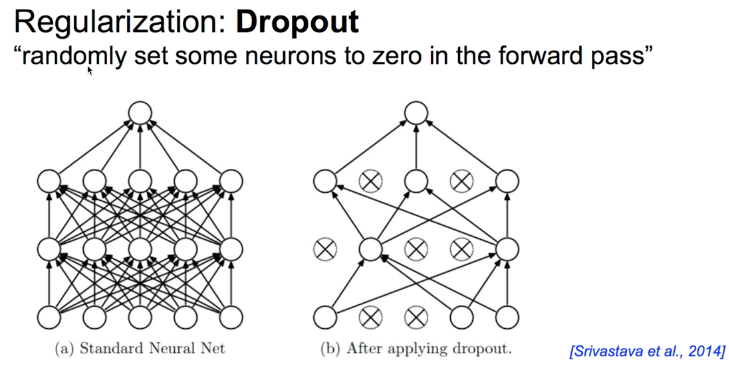 Regularization: Dropout
“randomly set some neurons to zero in the forward pass”
(a) Standard Neural Net
(b) After applying dropout.
[Srivastava et al., 2014]